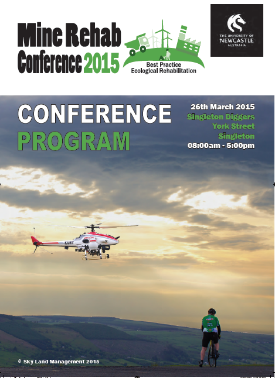 Mine Rehab
Conference 2015
Best Practice
Ecological Rehabilitation
THE UNIVERSITY OF
NEWCASTLE
AUSTRALIA
CONFERENCE
PROGRAM
26th March 2015
Singleton Diggers
York Street
Singleton
08:00am - 5:00pm
© Sky Land Management 2015